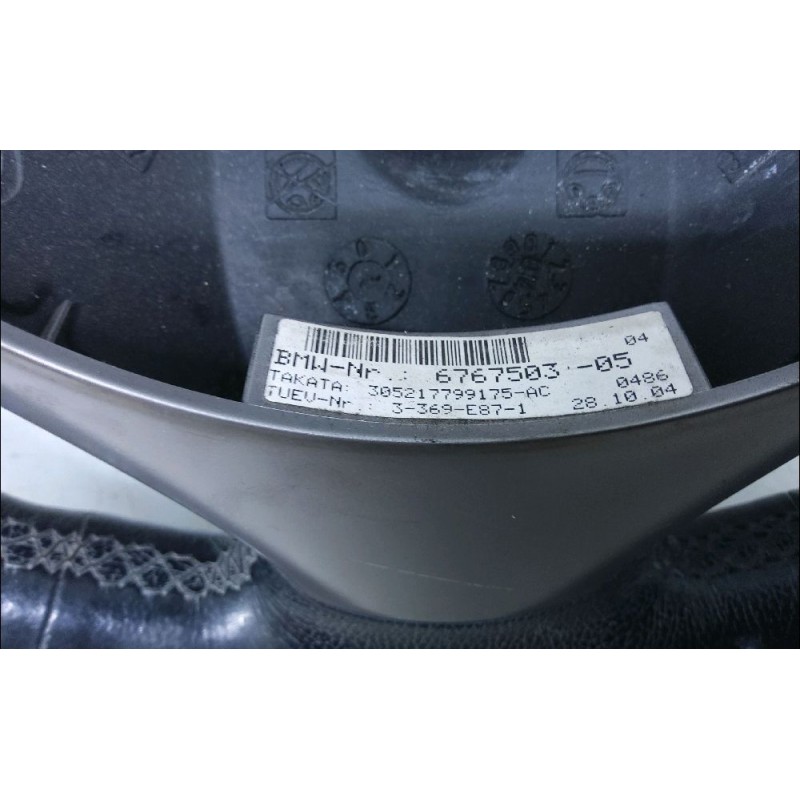 04
BMW-Nr.: 6767503 -05
TAKATA: 305217799175-AC 0486
TUEV-Nr.: 3-369-E87-1 28.10.04